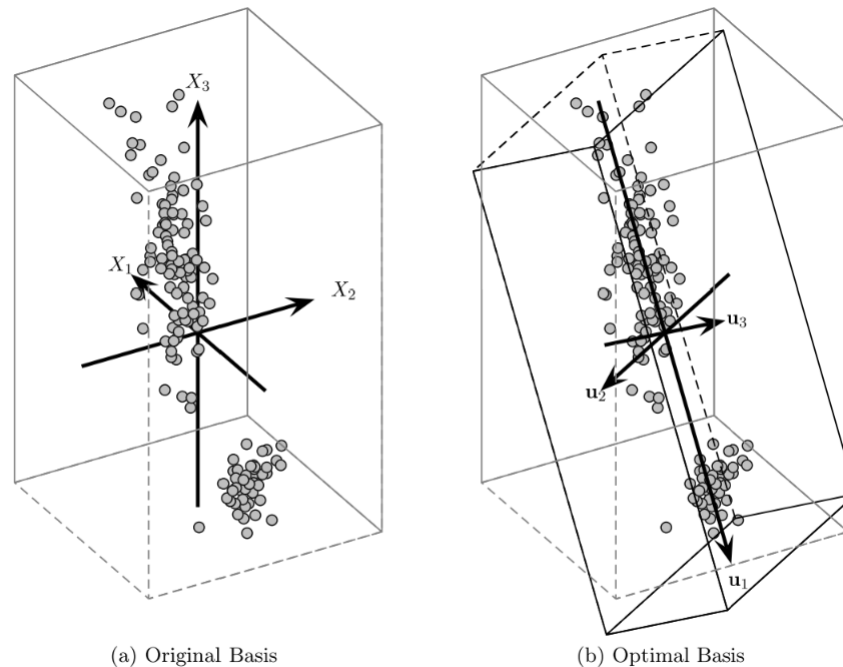 X₃
X₁
X₂
u₃
u₂
u₁
(a) Original Basis
(b) Optimal Basis